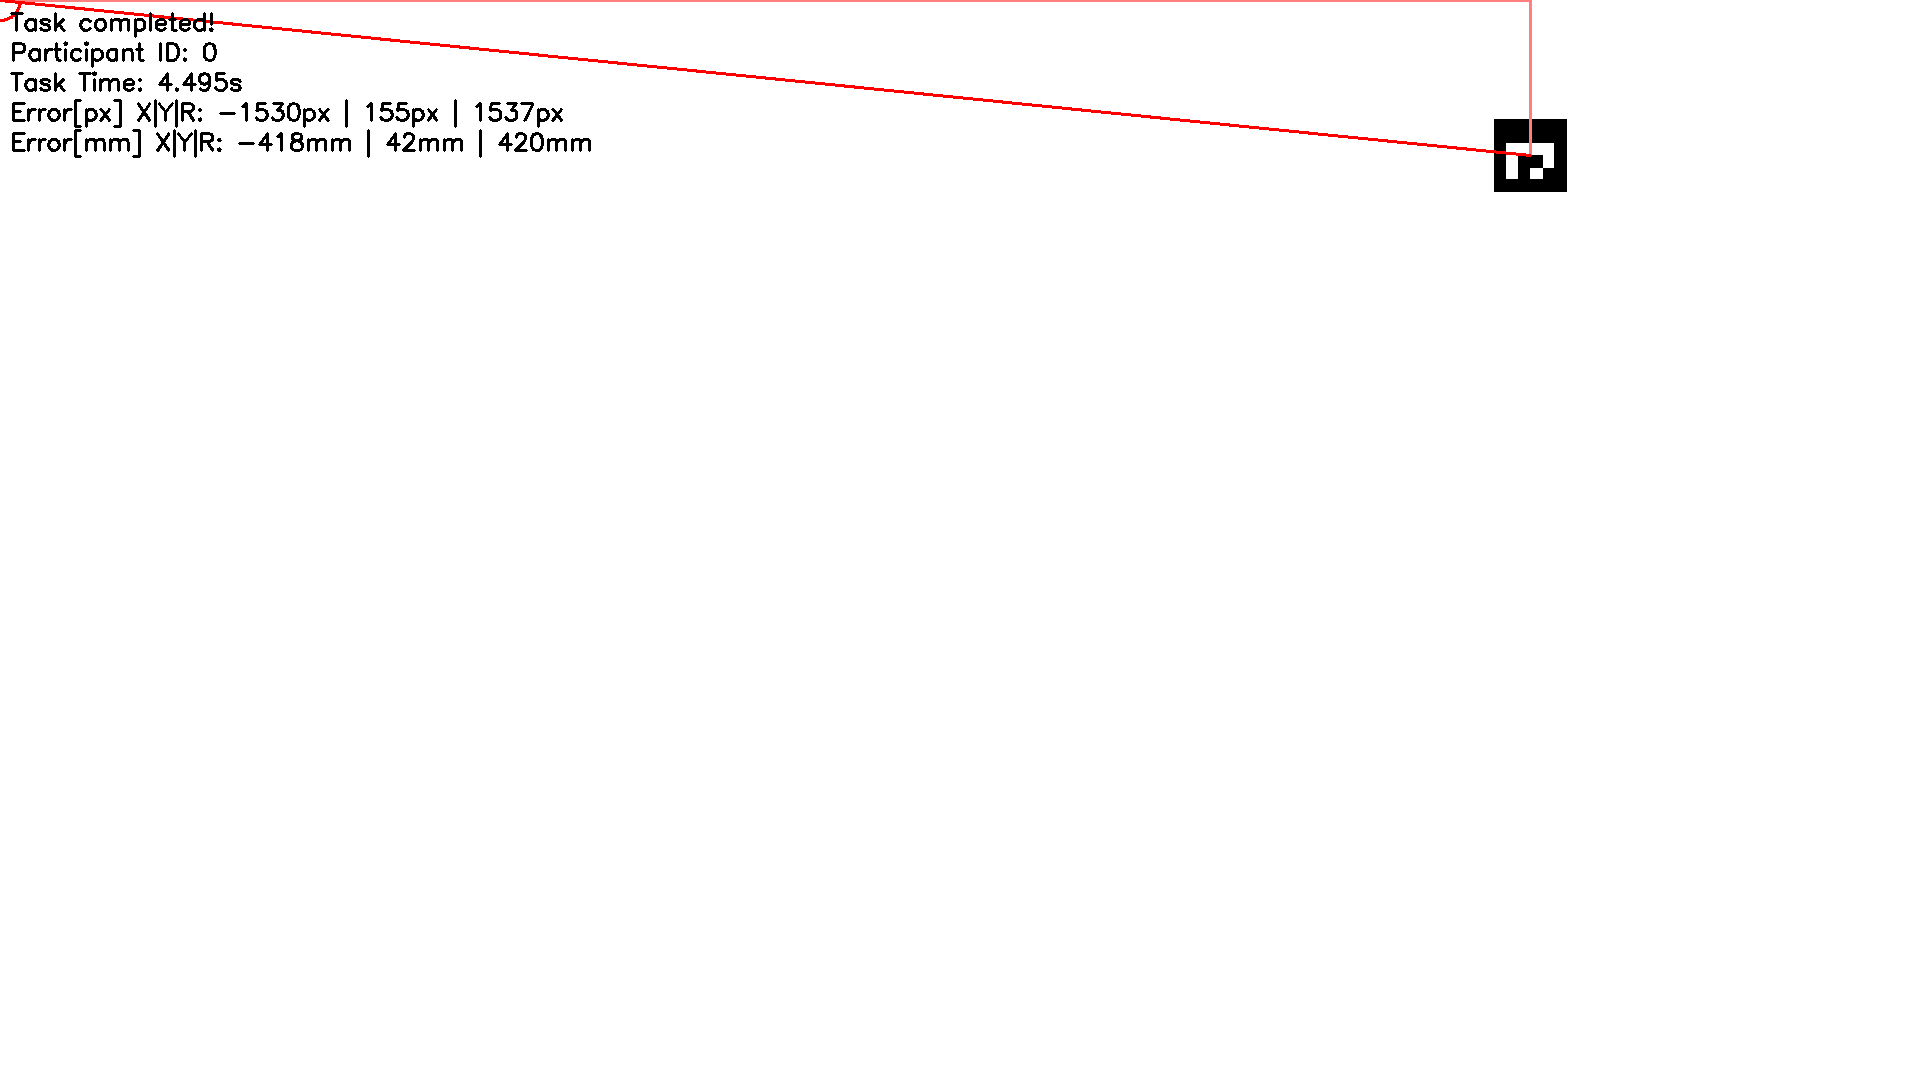 Task completed!
Participant ID: 0
Task Time: 4.495s
Error[px] X|Y|R: -1530px | 155px | 1537px
Error[mm] X|Y|R: -418mm | 42mm | 420mm